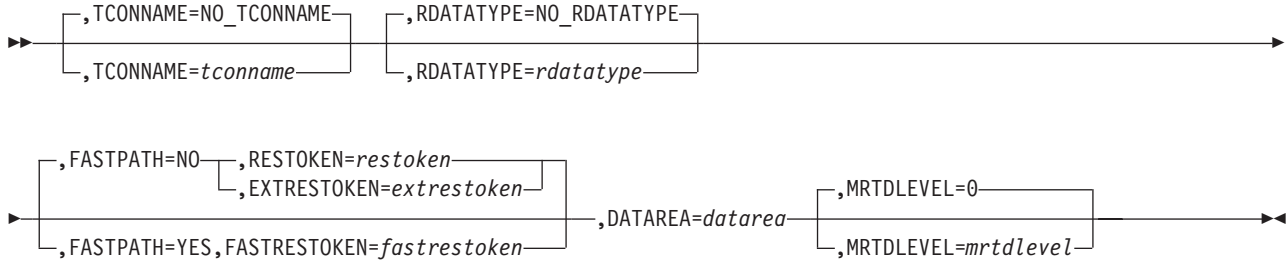 ,TCONNAME=NO_TCONNAME ,RDATATYPE=NO_RDATATYPE
,TCONNAME=tconname ,RDATATYPE=rdatatype
,FASTPATH=NO ,RESTOKEN=restoken
,EXTRESTOKEN=extrestoken ,MRTDLEVEL=0
,DATAREA=datarea
,FASTPATH=YES,FASTRESTOKEN=fastrestoken ,MRTDLEVEL=mrtdlevel